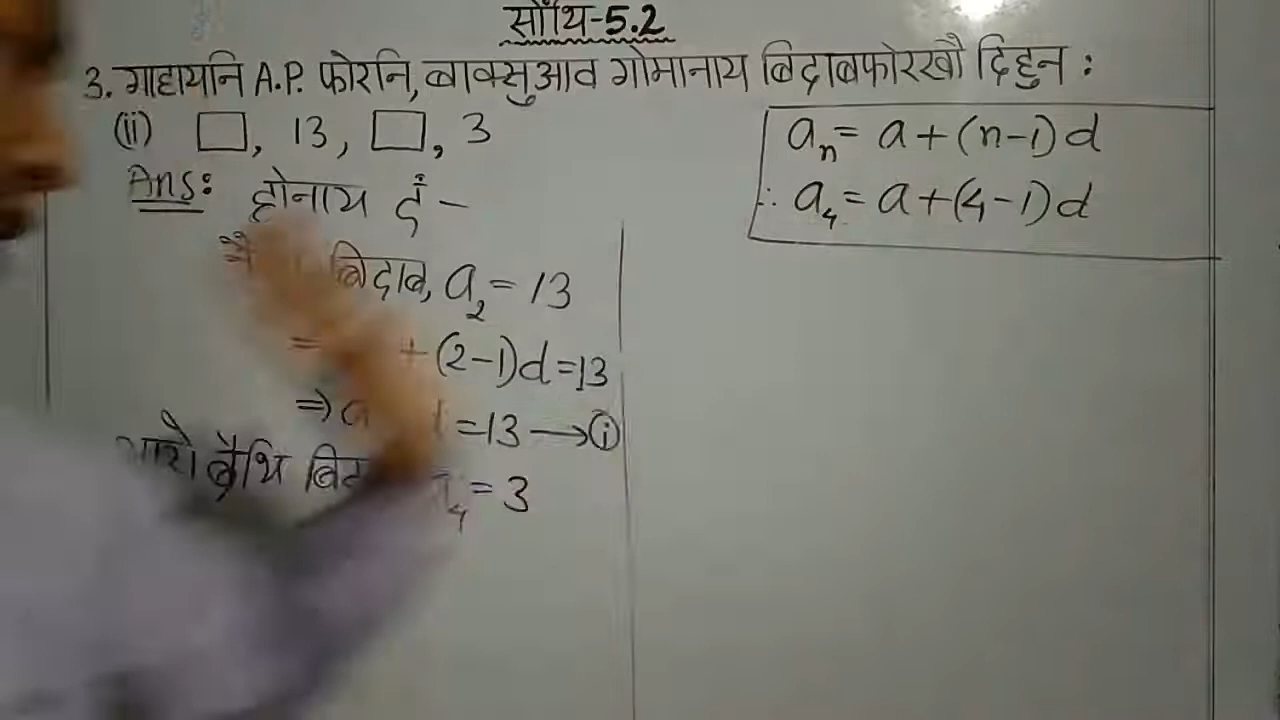 सोँथि-5.2
3. गाहायनि A.P. फोरनि, बाक्सुआव गोमानाय बिदाबफोरखौ दिहुन :
(ii) □, 13, □, 3
Ans: होनाय दं –
बिदाब, a₂ = 13
+ (2-1)d = 13
⇒ a = 13 → (i)
आरो ब्रैथि = 3
aₙ = a + (n-1)d
∴ a₄ = a + (4-1)d